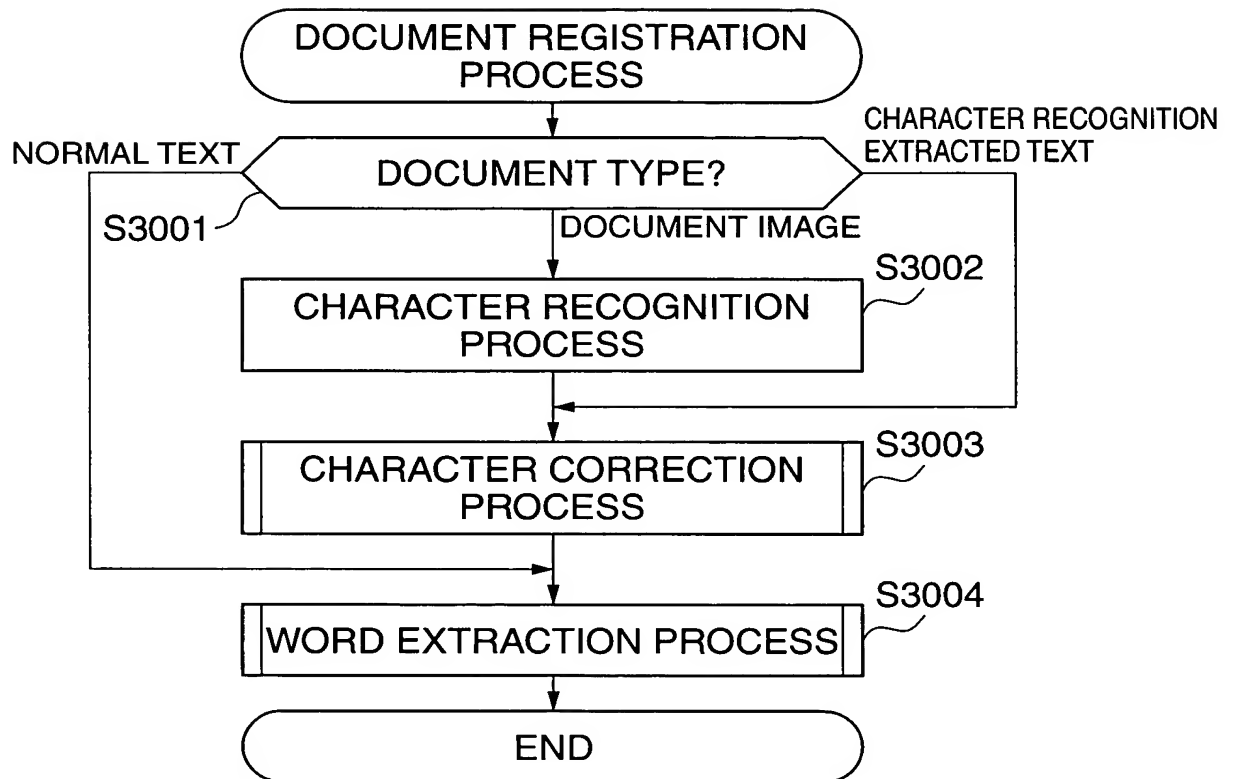 DOCUMENT REGISTRATION
PROCESS
CHARACTER RECOGNITION
EXTRACTED TEXT
NORMAL TEXT
DOCUMENT TYPE?
S3001
DOCUMENT IMAGE
S3002
CHARACTER RECOGNITION
PROCESS
S3003
CHARACTER CORRECTION
PROCESS
S3004
WORD EXTRACTION PROCESS
END